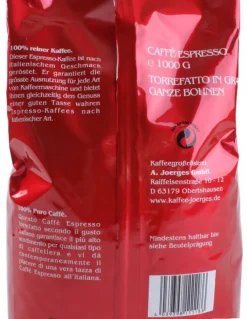 100% reiner Kaffee.
Dieser Espresso-Kaffee ist nach
italienischem Geschmack
geröstet. Er garantiert die
grösste Ausnutzung für jede Art
von Kaffeemaschine und bietet
Ihnen gleichzeitig den Genuss
einer guten Tasse wahren
Espresso-Kaffees nach
italienischer Art.
100% Puro Caffè.
Questo Caffè Espresso
tostato secondo il gusto
italiano garantisce il più alto
rendimento per qualsiasi tipo
di caffettiera e vi dà
contemporaneamente il
piacere di una vera tazza di
Caffè Espresso all'italiana.
CAFFÈ ESPRESSO
e 1000 G
TORREFATTO IN GR
GANZE BOHNEN
Kaffeegroßrösterei
A. Joerges GmbH
Raiffeisenstraße 10-12
D 63179 Obertshausen
www.kaffee-joerges.de
Mindestens haltbar bis
siehe Beutelprägung